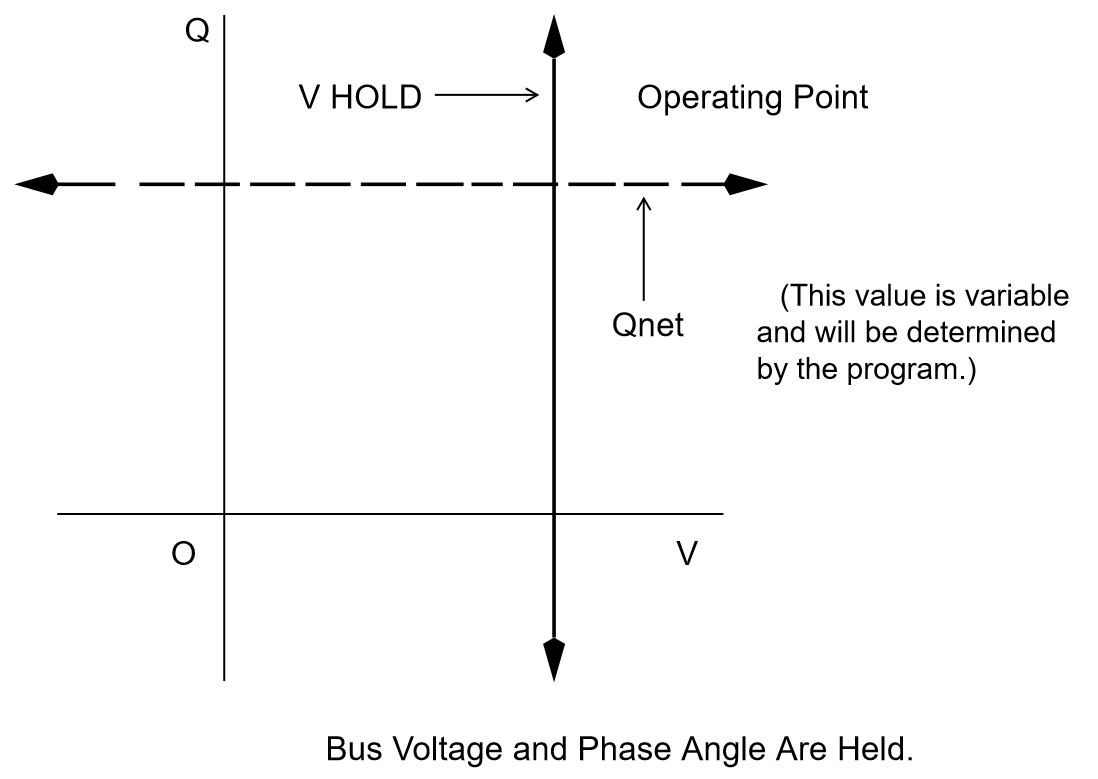 Q
V HOLD
Operating Point
Qnet
(This value is variable
and will be determined
by the program.)
O
V
Bus Voltage and Phase Angle Are Held.